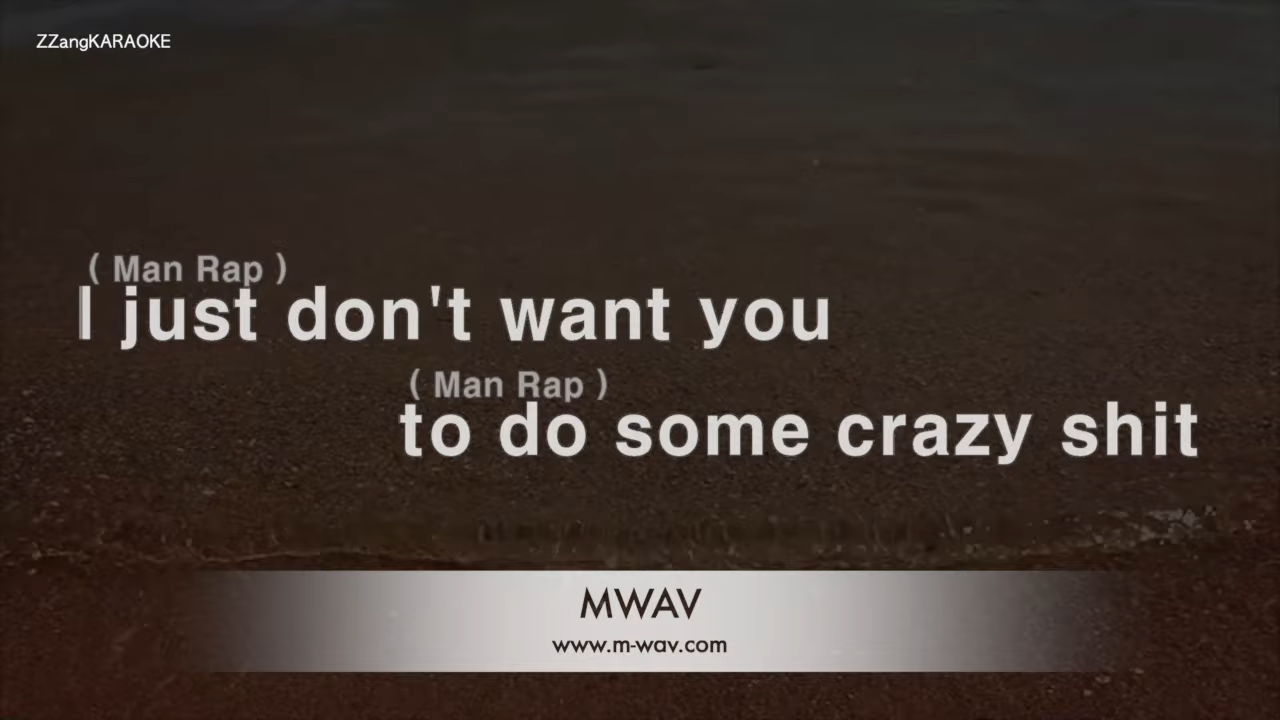 ZZangKARAOKE
( Man Rap )
I just don't want you
( Man Rap )
to do some crazy shit
MWAV
www.m-wav.com